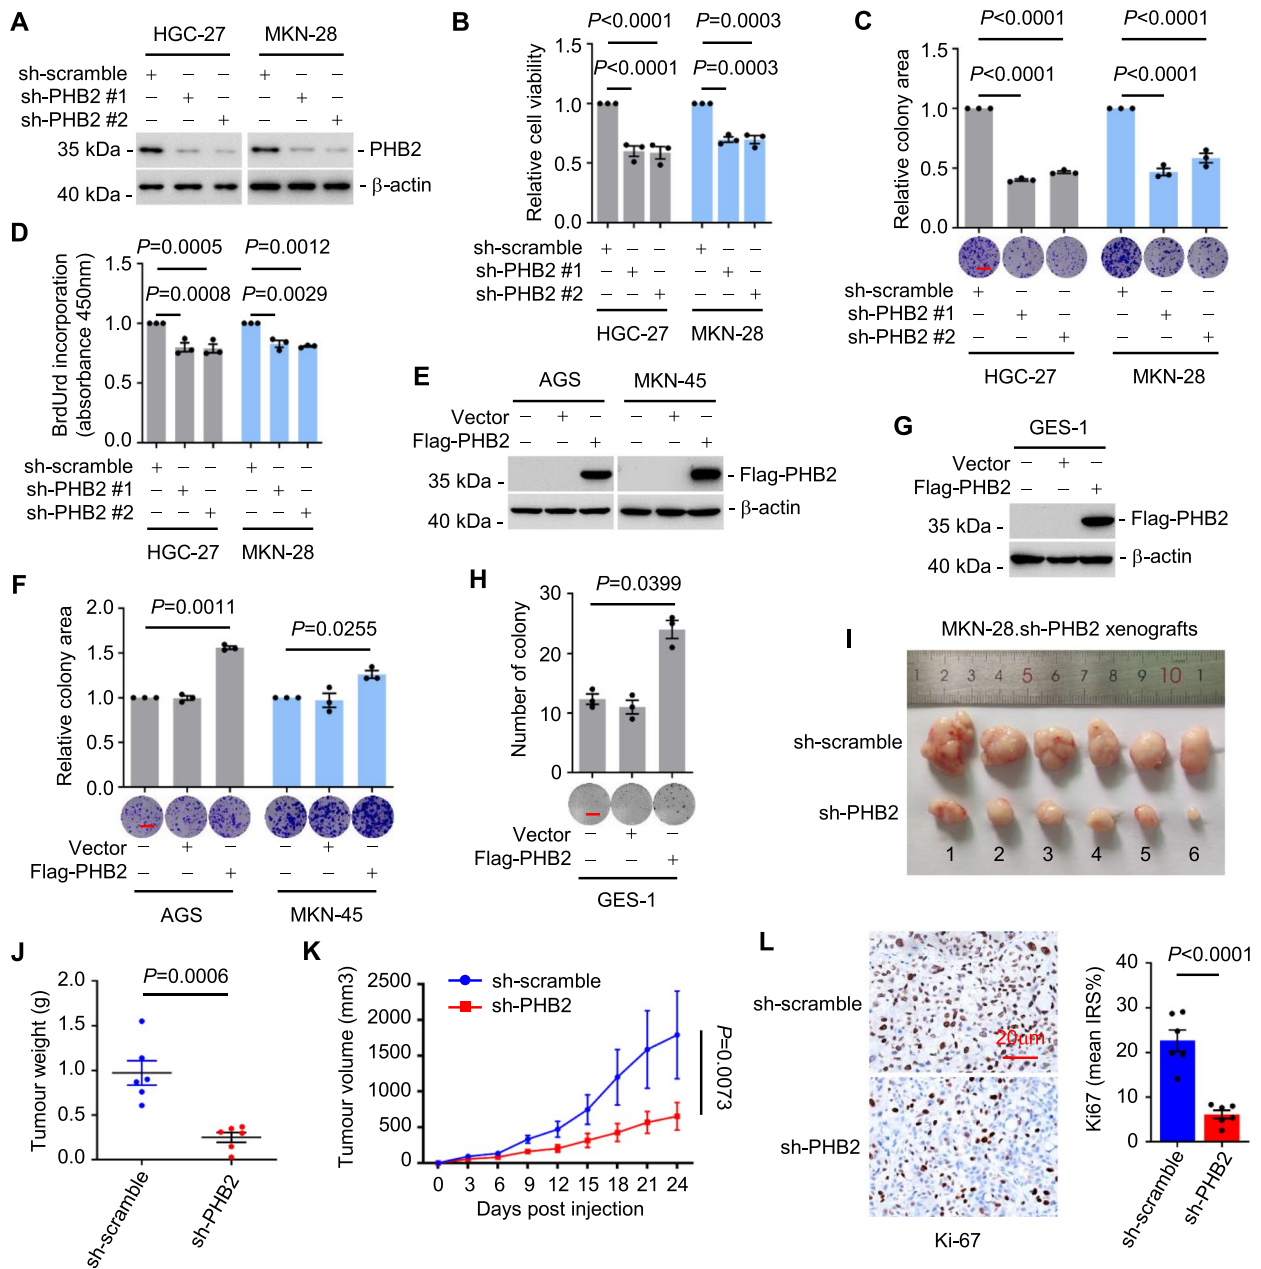 A
HGC-27 MKN-28
sh-scramble + – – + – –
sh-PHB2 #1 – + – – + –
sh-PHB2 #2 – – + – – +
35 kDa - - PHB2
40 kDa - - β-actin
B
P<0.0001 P=0.0003
P<0.0001 P=0.0003
Relative cell viability
1.5
1.0
0.5
0.0
sh-scramble + – – + – –
sh-PHB2 #1 – + – – + –
sh-PHB2 #2 – – + – – +
HGC-27 MKN-28
C
P<0.0001 P<0.0001
P<0.0001 P<0.0001
Relative colony area
1.5
1.0
0.5
0.0
sh-scramble + – – + – –
sh-PHB2 #1 – + – – + –
sh-PHB2 #2 – – + – – +
HGC-27 MKN-28
D
P=0.0005 P=0.0012
P=0.0008 P=0.0029
BrdUrd incorporation
(absorbance 450nm)
1.5
1.0
0.5
0.0
sh-scramble + – – + – –
sh-PHB2 #1 – + – – + –
sh-PHB2 #2 – – + – – +
HGC-27 MKN-28
E
AGS MKN-45
Vector – + – – + –
Flag-PHB2 – – + – – +
35 kDa - - Flag-PHB2
40 kDa - - β-actin
G
GES-1
Vector – + –
Flag-PHB2 – – +
35 kDa - - Flag-PHB2
40 kDa - - β-actin
F
P=0.0011
P=0.0255
Relative colony area
2.0
1.5
1.0
0.5
0.0
Vector – + – – + –
Flag-PHB2 – – + – – +
AGS MKN-45
H
P=0.0399
Number of colony
30
20
10
0
Vector – + –
Flag-PHB2 – – +
GES-1
I
MKN-28.sh-PHB2 xenografts
1 2 3 4 5 6 7 8 9 10 1
sh-scramble
sh-PHB2
1 2 3 4 5 6
J
P=0.0006
Tumour weight (g)
2.0
1.5
1.0
0.5
0.0
sh-scramble
sh-PHB2
K
sh-scramble
sh-PHB2
Tumour volume (mm3)
2500
2000
1500
1000
500
0
P=0.0073
0 3 6 9 12 15 18 21 24
Days post injection
L
sh-scramble
20μm
sh-PHB2
Ki-67
P<0.0001
Ki67 (mean IRS%)
40
30
20
10
0
sh-scramble
sh-PHB2